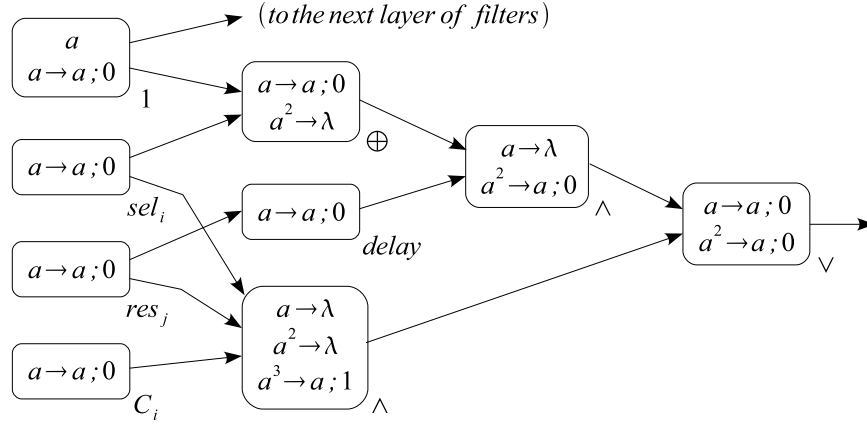 (to the next layer of filters)
a
a→a;0
1
a→a;0
a²→λ
⊕
a→a;0
sel_i
a→λ
a²→a;0
∧
a→a;0
delay
a→a;0
a²→a;0
∨
a→a;0
res_j
a→λ
a²→λ
a³→a;1
∧
a→a;0
C_i